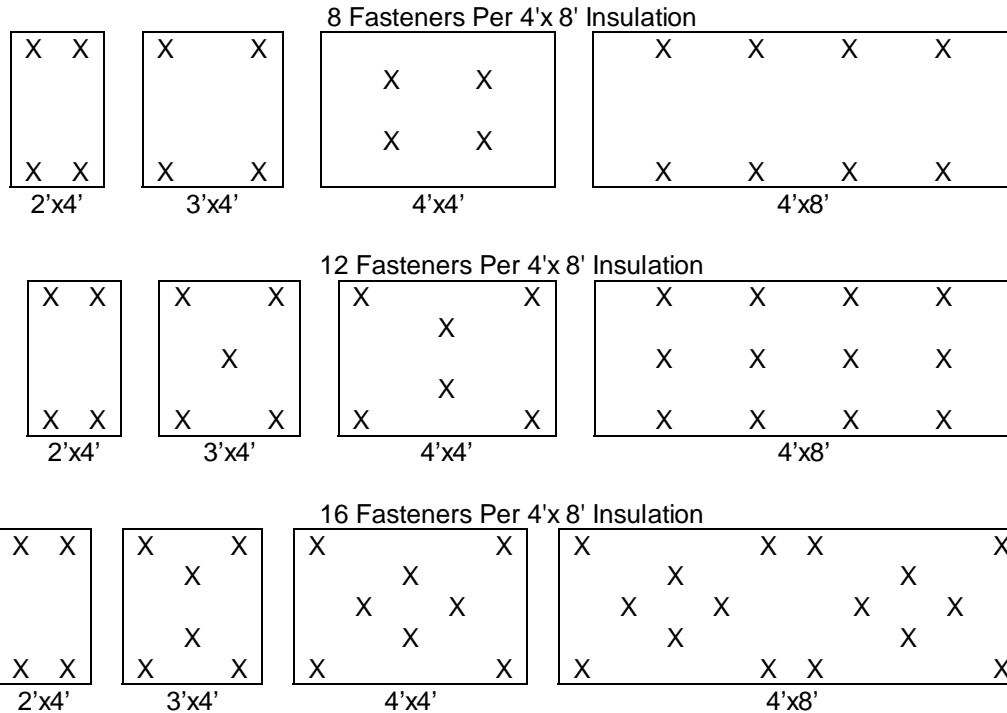 8 Fasteners Per 4'x 8' Insulation
X X X X X X X X
X X
X X
X X X X X X X X
2'x4' 3'x4' 4'x4' 4'x8'
12 Fasteners Per 4'x 8' Insulation
X X X X X X X X X X
X
X X X X X
X
X X X X X X X X X X
2'x4' 3'x4' 4'x4' 4'x8'
16 Fasteners Per 4'x 8' Insulation
X X X X X X X X X X
X X X X
X X X X X X
X X X X
X X X X X X X X X X
2'x4' 3'x4' 4'x4' 4'x8'